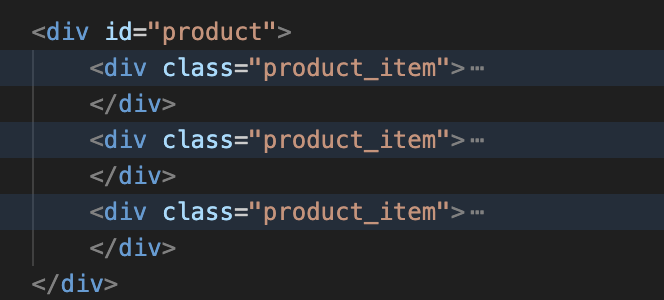 <div id="product">
<div class="product_item">⋯
</div>
<div class="product_item">⋯
</div>
<div class="product_item">⋯
</div>
</div>